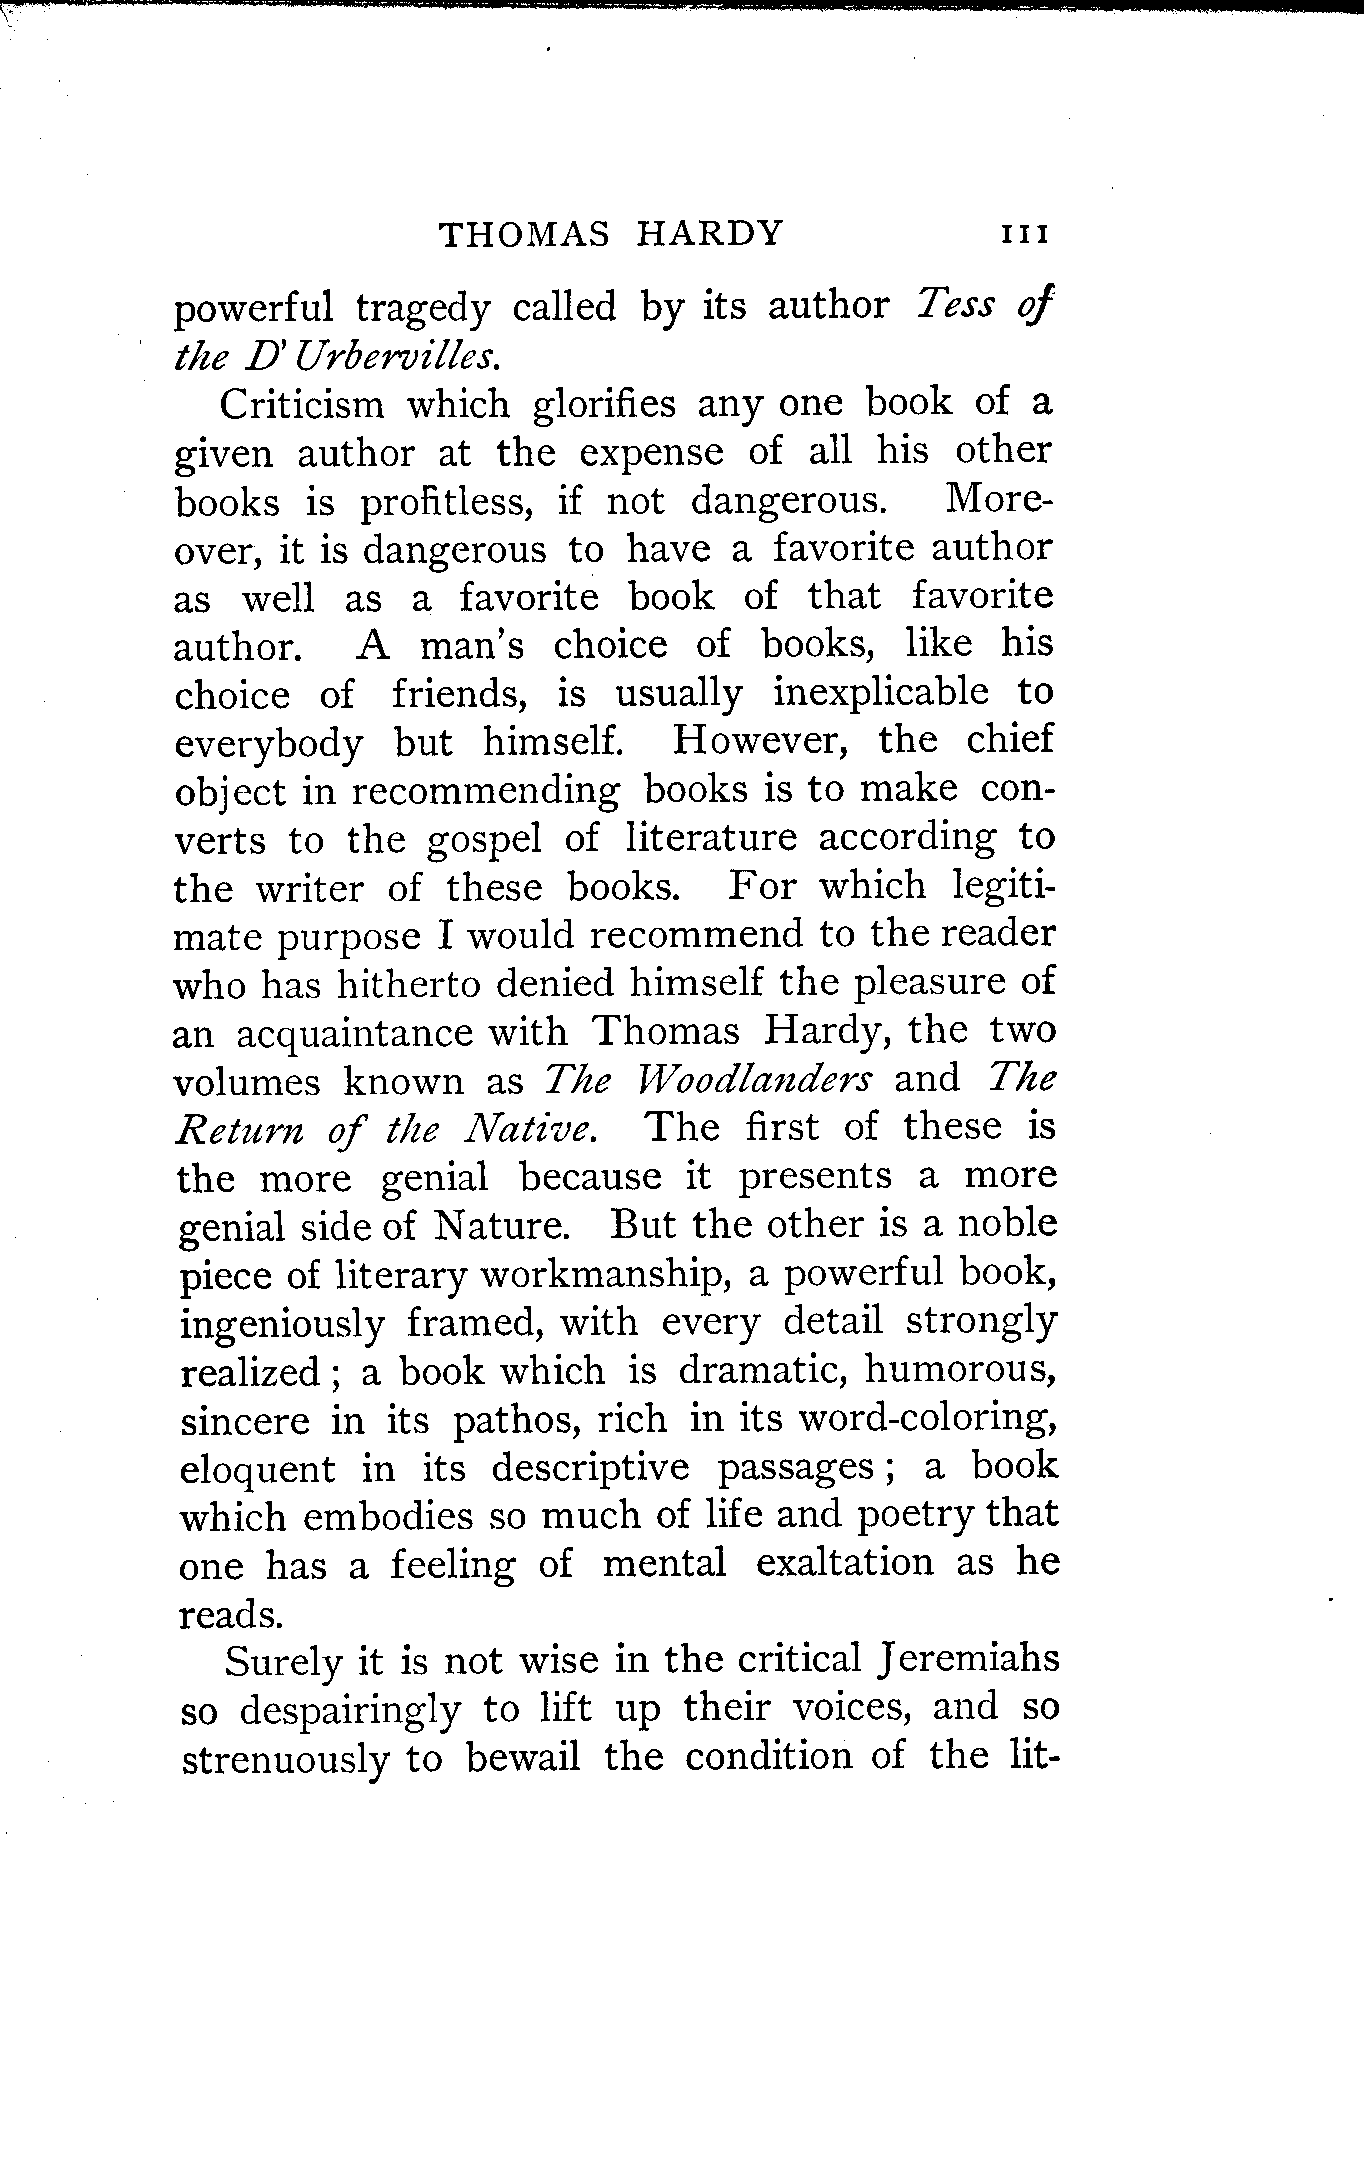 THOMAS HARDY 111
powerful tragedy called by its author Tess of
the D'Urbervilles.
Criticism which glorifies any one book of a
given author at the expense of all his other
books is profitless, if not dangerous. More-
over, it is dangerous to have a favorite author
as well as a favorite book of that favorite
author. A man's choice of books, like his
choice of friends, is usually inexplicable to
everybody but himself. However, the chief
object in recommending books is to make con-
verts to the gospel of literature according to
the writer of these books. For which legiti-
mate purpose I would recommend to the reader
who has hitherto denied himself the pleasure of
an acquaintance with Thomas Hardy, the two
volumes known as The Woodlanders and The
Return of the Native. The first of these is
the more genial because it presents a more
genial side of Nature. But the other is a noble
piece of literary workmanship, a powerful book,
ingeniously framed, with every detail strongly
realized ; a book which is dramatic, humorous,
sincere in its pathos, rich in its word-coloring,
eloquent in its descriptive passages ; a book
which embodies so much of life and poetry that
one has a feeling of mental exaltation as he
reads.
Surely it is not wise in the critical Jeremiahs
so despairingly to lift up their voices, and so
strenuously to bewail the condition of the lit-